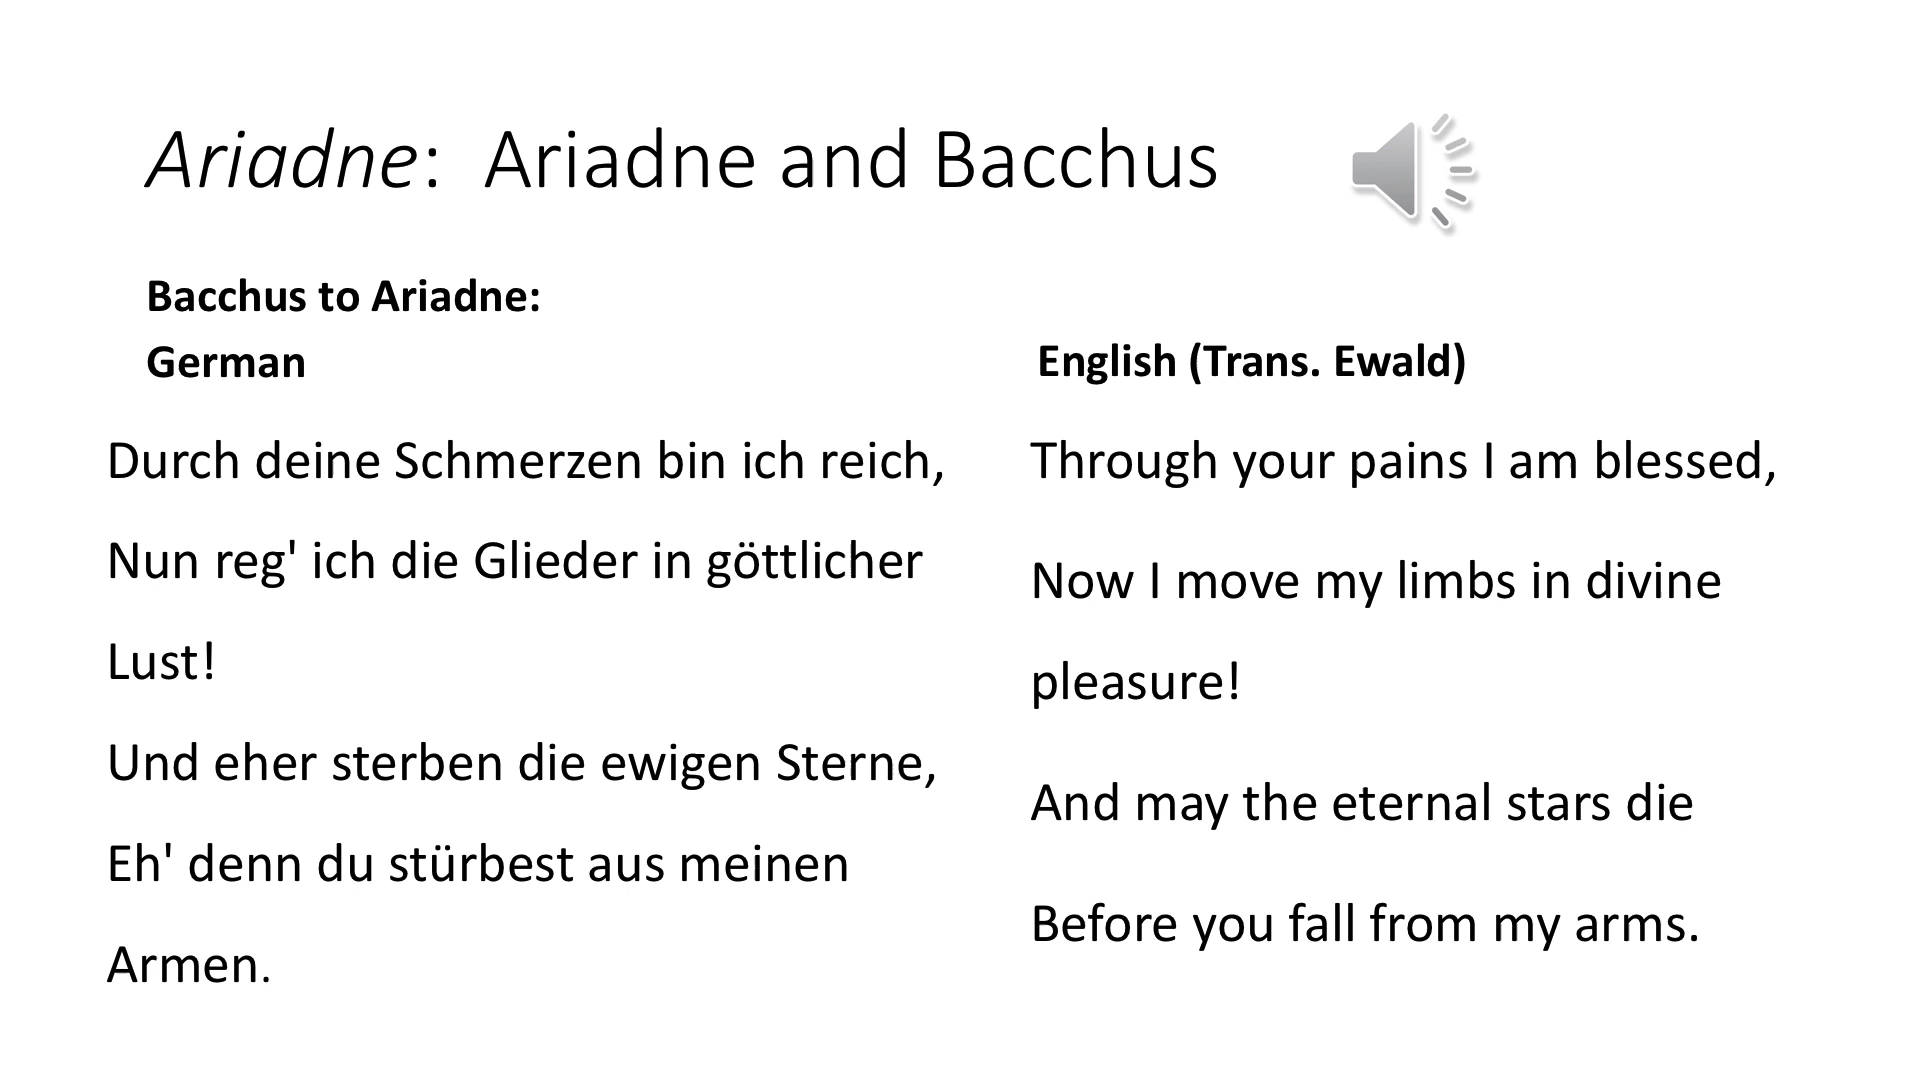 Ariadne: Ariadne and Bacchus
Bacchus to Ariadne:
German
Durch deine Schmerzen bin ich reich,
Nun reg' ich die Glieder in göttlicher
Lust!
Und eher sterben die ewigen Sterne,
Eh' denn du stürbest aus meinen
Armen.
English (Trans. Ewald)
Through your pains I am blessed,
Now I move my limbs in divine
pleasure!
And may the eternal stars die
Before you fall from my arms.